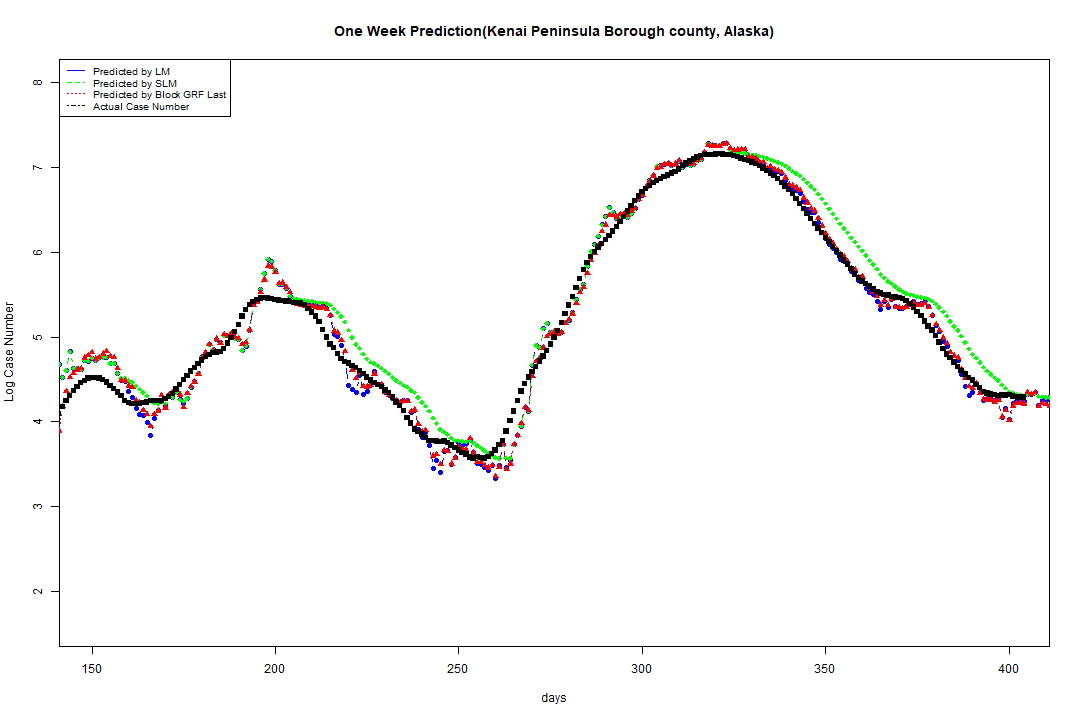 One Week Prediction(Kenai Peninsula Borough county, Alaska)
Predicted by LM
Predicted by SLM
Predicted by Block GRF Last
Actual Case Number
8
7
6
5
4
3
2
Log Case Number
150 200 250 300 350 400
days